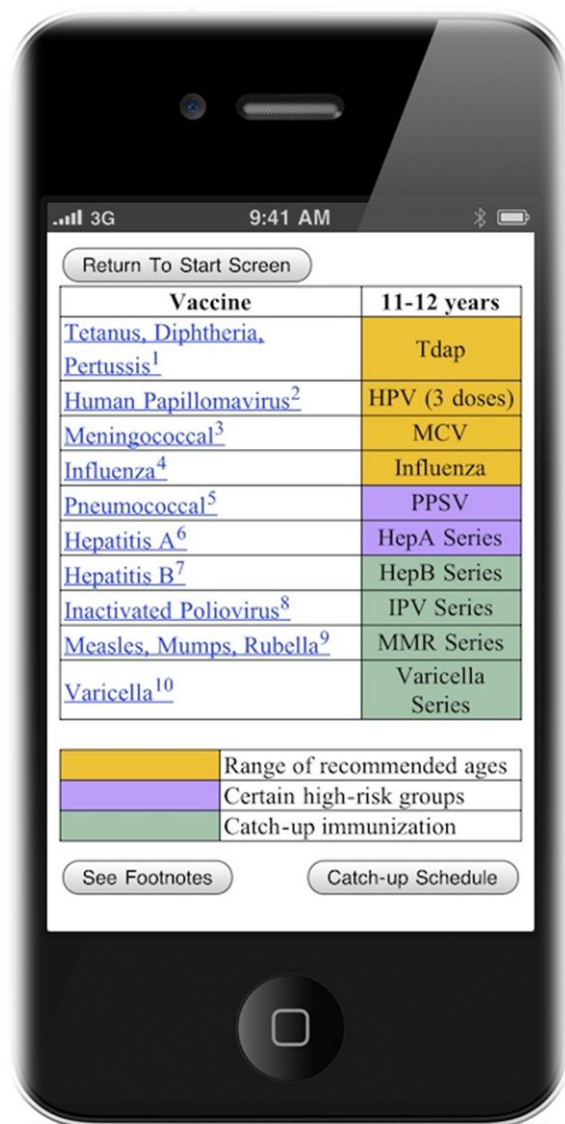 3G 9:41 AM
Return To Start Screen
Vaccine 11-12 years
Tetanus, Diphtheria,
Pertussis1 Tdap
Human Papillomavirus2 HPV (3 doses)
Meningococcal3 MCV
Influenza4 Influenza
Pneumococcal5 PPSV
Hepatitis A6 HepA Series
Hepatitis B7 HepB Series
Inactivated Poliovirus8 IPV Series
Measles, Mumps, Rubella9 MMR Series
Varicella10 Varicella
Series
Range of recommended ages
Certain high-risk groups
Catch-up immunization
See Footnotes Catch-up Schedule